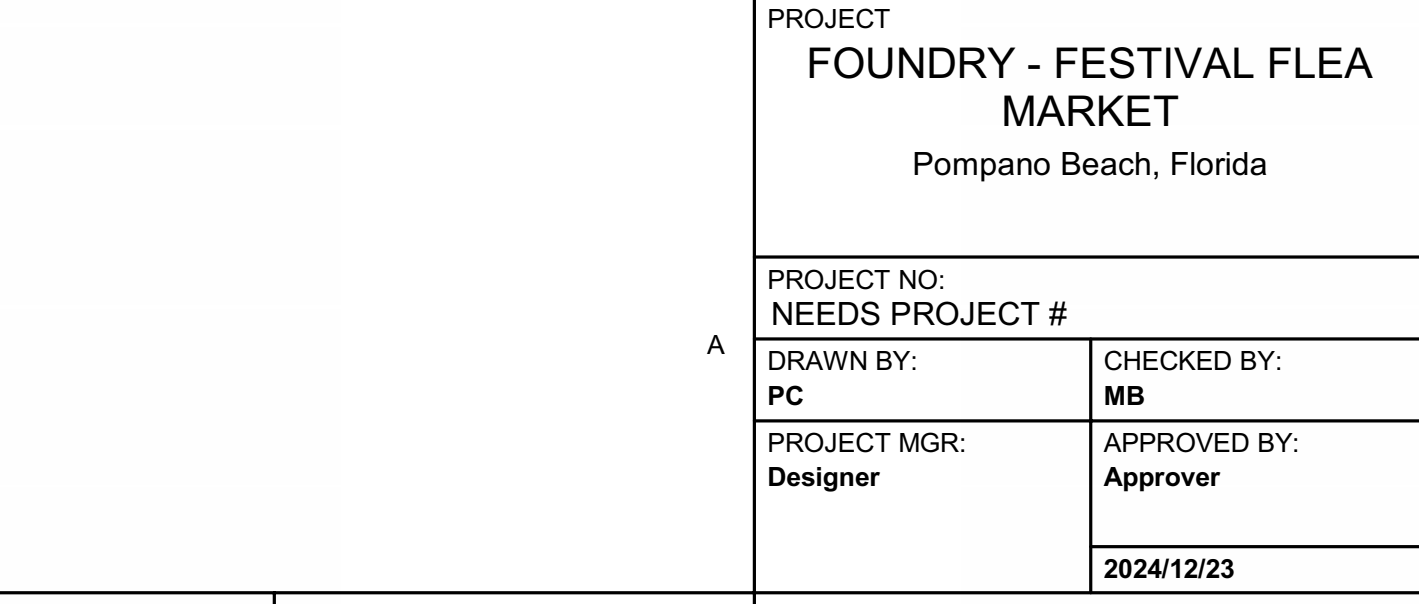 PROJECT
FOUNDRY - FESTIVAL FLEA
MARKET
Pompano Beach, Florida
PROJECT NO:
NEEDS PROJECT #
A
DRAWN BY:
PC
CHECKED BY:
MB
PROJECT MGR:
Designer
APPROVED BY:
Approver
2024/12/23